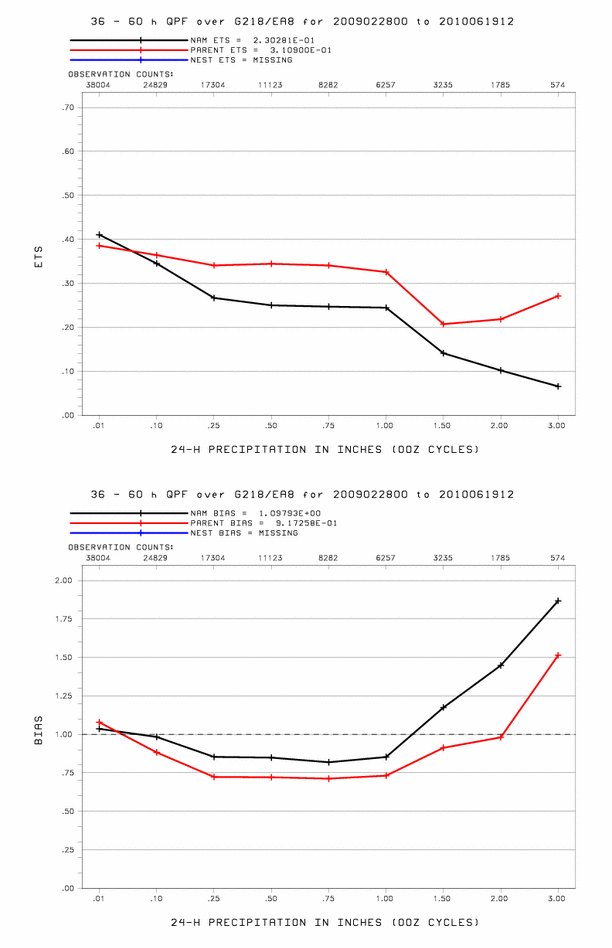 36 - 60 h QPF over G218/EA8 for 2009022800 to 2010061912
NAM ETS = 2.30281E-01
PARENT ETS = 3.10900E-01
NEST ETS = MISSING
OBSERVATION COUNTS:
38004 24829 17304 11123 8282 6257 3235 1785 574
.70
.60
.50
.40
.30
.20
.10
.00
ETS
.01 .10 .25 .50 .75 1.00 1.50 2.00 3.00
24-H PRECIPITATION IN INCHES (00Z CYCLES)
36 - 60 h QPF over G218/EA8 for 2009022800 to 2010061912
NAM BIAS = 1.09793E+00
PARENT BIAS = 9.17258E-01
NEST BIAS = MISSING
OBSERVATION COUNTS:
38004 24829 17304 11123 8282 6257 3235 1785 574
2.00
1.75
1.50
1.25
1.00
.75
.50
.25
.00
BIAS
.01 .10 .25 .50 .75 1.00 1.50 2.00 3.00
24-H PRECIPITATION IN INCHES (00Z CYCLES)